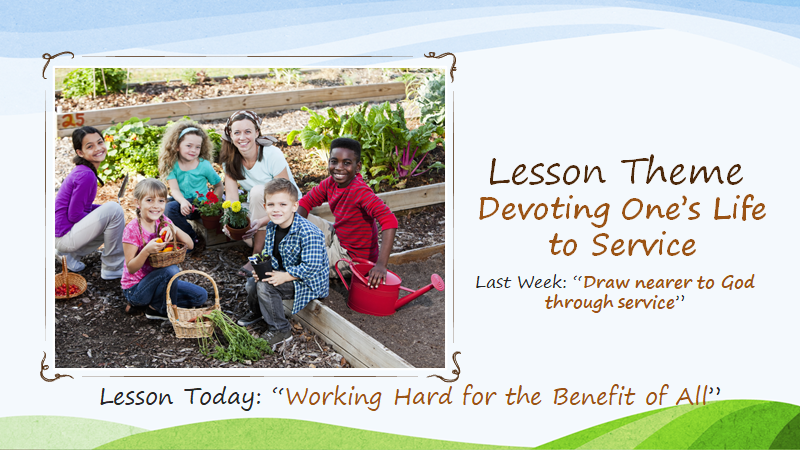 25
Lesson Theme
Devoting One's Life
to Service
Last Week: “Draw nearer to God
through service”
Lesson Today: “Working Hard for the Benefit of All”